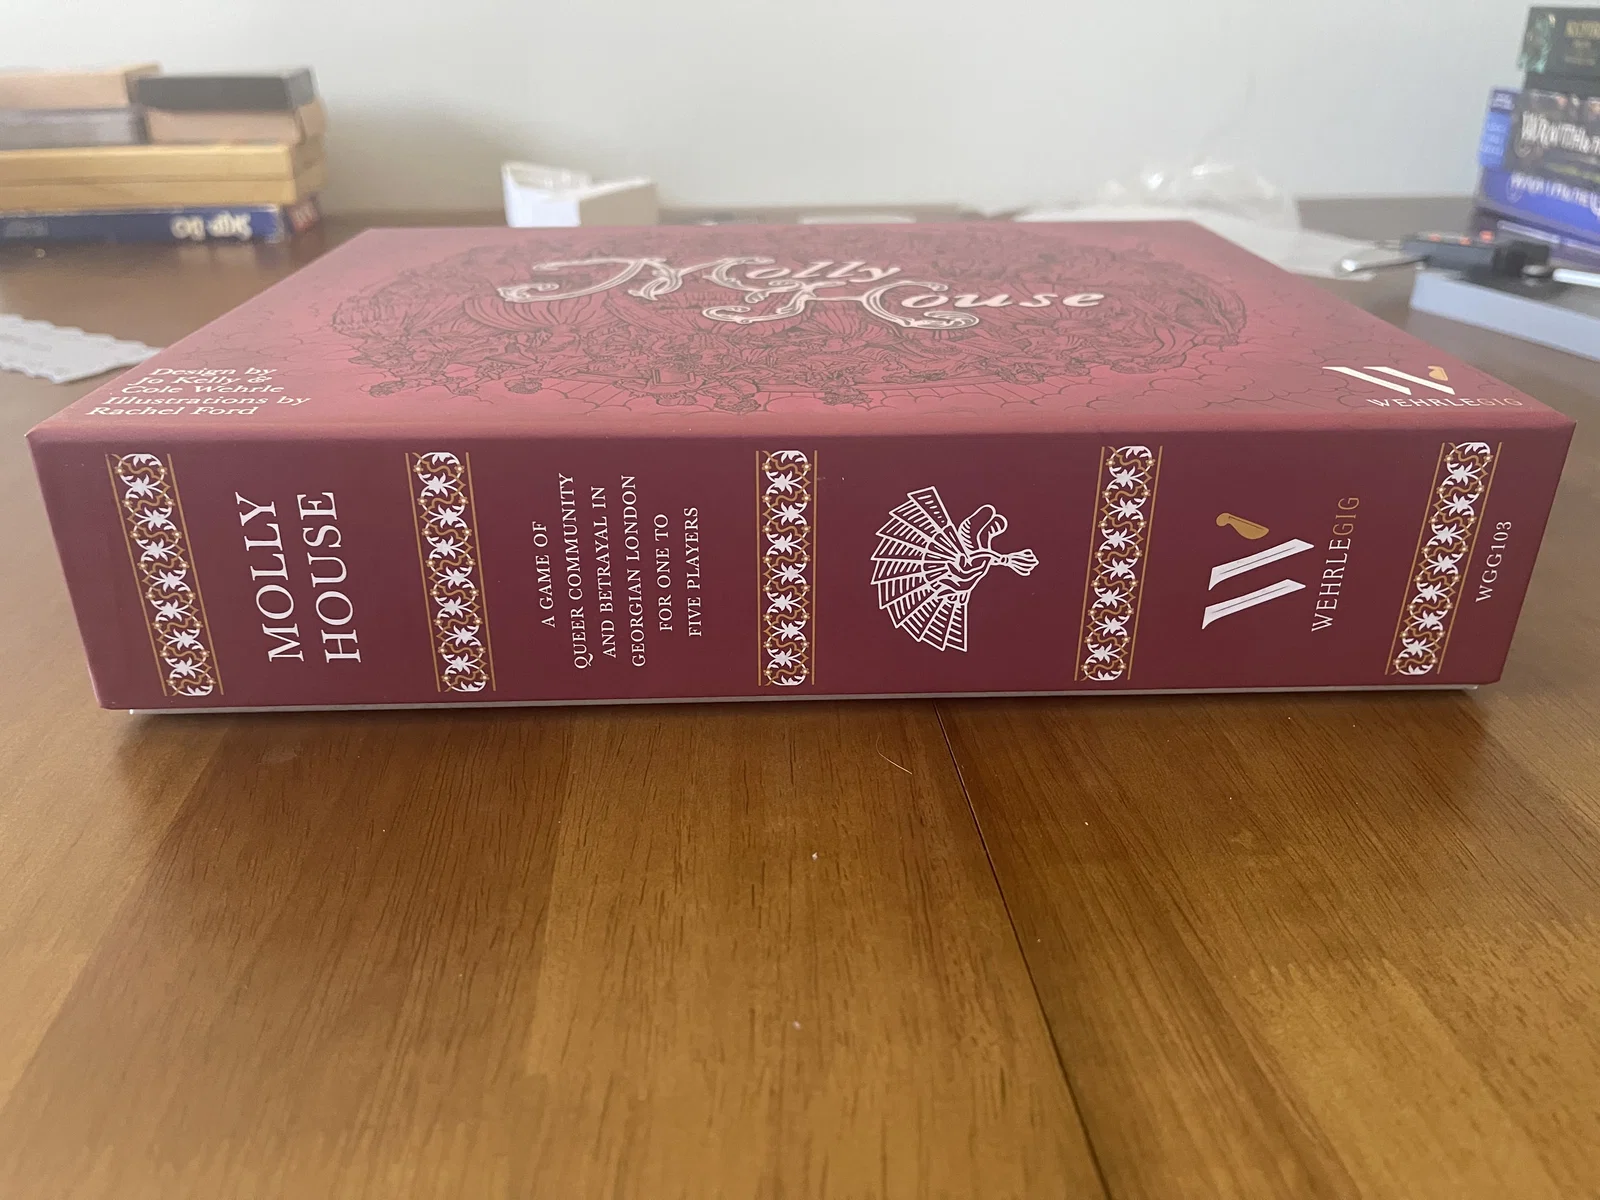 Molly
House
Design by
Jo Kelly &
Cole Wehrle
Illustrations by
Rachel Ford
WEHRLEGIG
MOLLY
HOUSE
A GAME OF
QUEER COMMUNITY
AND BETRAYAL IN
GEORGIAN LONDON
FOR ONE TO
FIVE PLAYERS
W
WEHRLEGIG
WGG103